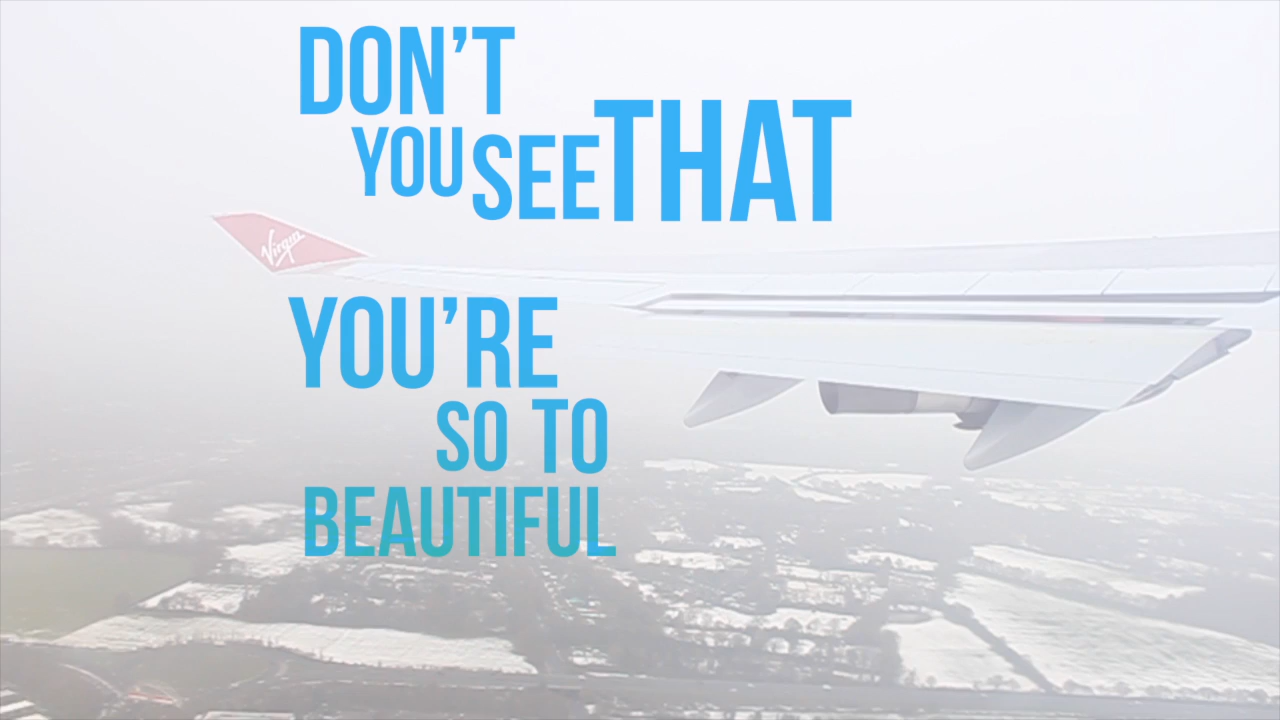 DON'T
YOU SEE THAT
Virgin
YOU'RE
SO TO
BEAUTIFUL